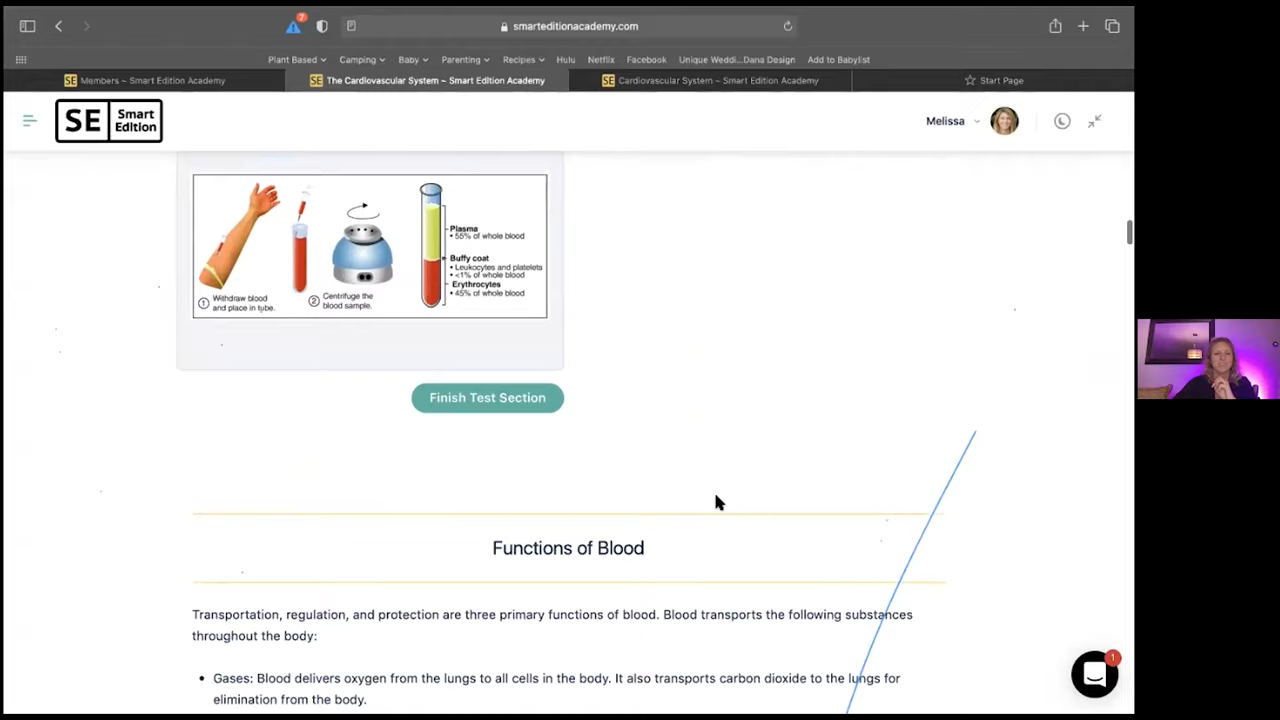 2
smarteditionacademy.com
Plant Based
Camping
Baby
Parenting
Recipes
Hulu
Netflix
Facebook
Unique Weddi...Dana Design
Add to Babylist
SE Members ~ Smart Edition Academy
SE The Cardiovascular System ~ Smart Edition Academy
SE Cardiovascular System ~ Smart Edition Academy
Start Page
SE
Smart
Edition
Melissa
Plasma
• 55% of whole blood
Buffy coat
• Leukocytes and platelets
• <1% of whole blood
Erythrocytes
• 45% of whole blood
1 Withdraw blood
and place in tube.
2 Centrifuge the
blood sample.
Finish Test Section
Functions of Blood
Transportation, regulation, and protection are three primary functions of blood. Blood transports the following substances
throughout the body:
• Gases: Blood delivers oxygen from the lungs to all cells in the body. It also transports carbon dioxide to the lungs for
elimination from the body.
1